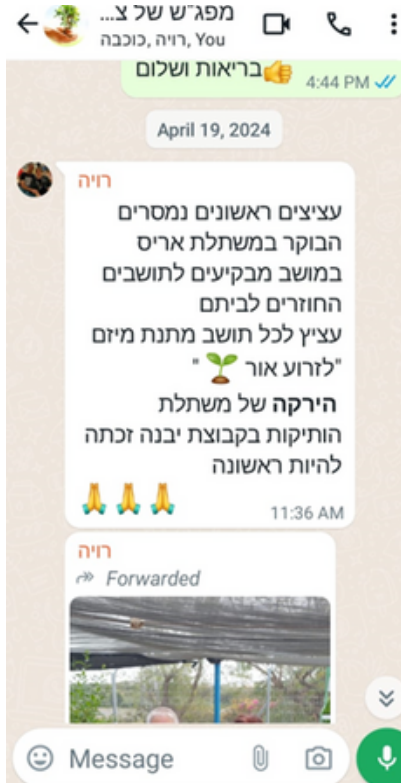 מפג״ש של צ...
You ,רויה ,כוכבה
בריאות ושלום👍
4:44 PM
April 19, 2024
רויה
עציצים ראשונים נמסרים
הבוקר במשתלת אריס
במושב מבקיעים לתושבים
החוזרים לביתם
עציץ לכל תושב מתנת מיזם
"לזרוע אור 🌱 "
הירקה של משתלת
הותיקות בקבוצת יבנה זכתה
להיות ראשונה
🙏🙏🙏
11:36 AM
רויה
Forwarded
Message